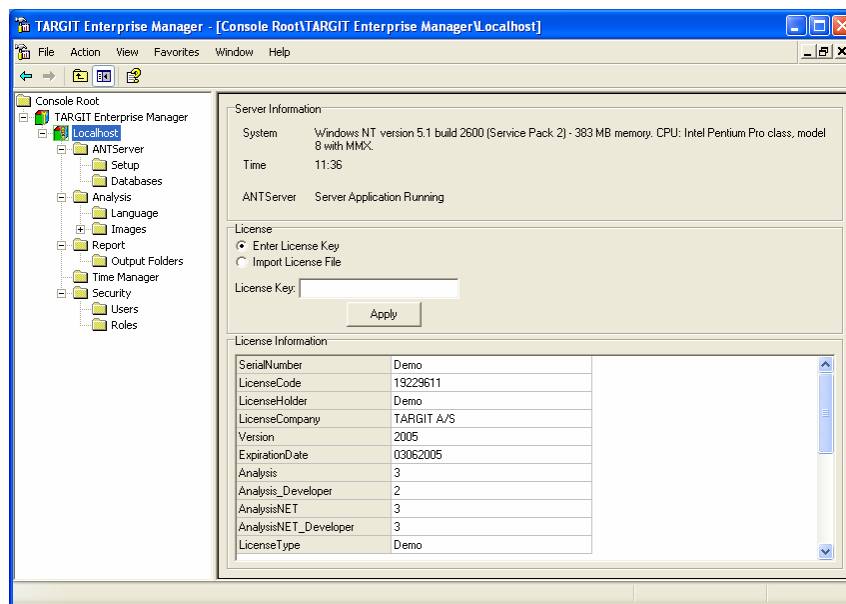 TARGIT Enterprise Manager - [Console Root\TARGIT Enterprise Manager\Localhost]
File Action View Favorites Window Help
Console Root
TARGIT Enterprise Manager
Localhost
ANTServer
Setup
Databases
Analysis
Language
Images
Report
Output Folders
Time Manager
Security
Users
Roles
Server Information
System Windows NT version 5.1 build 2600 (Service Pack 2) - 383 MB memory. CPU: Intel Pentium Pro class, model
8 with MMX.
Time 11:36
ANTServer Server Application Running
License
Enter License Key
Import License File
License Key:
Apply
License Information
SerialNumber Demo
LicenseCode 19229611
LicenseHolder Demo
LicenseCompany TARGIT A/S
Version 2005
ExpirationDate 03062005
Analysis 3
Analysis_Developer 2
AnalysisNET 3
AnalysisNET_Developer 3
LicenseType Demo